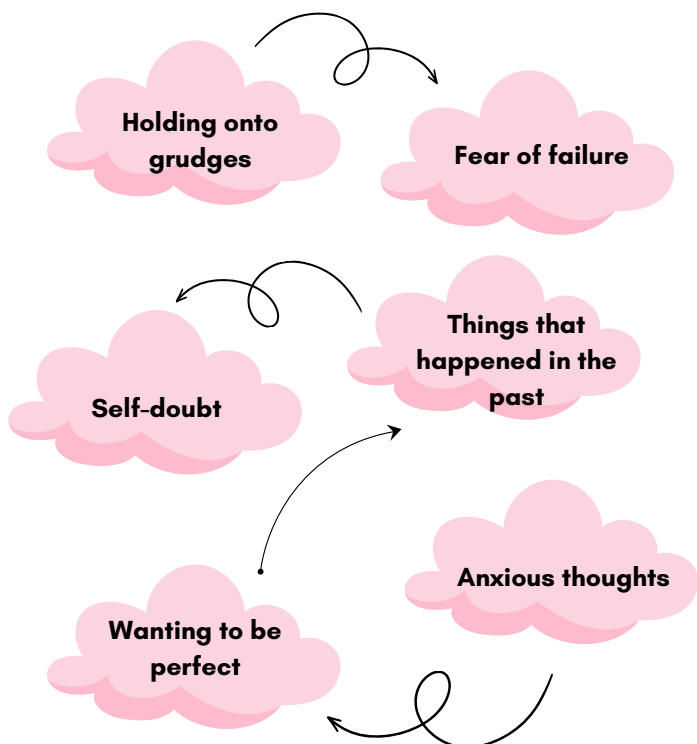 Holding onto
grudges
Fear of failure
Things that
happened in the
past
Self-doubt
Anxious thoughts
Wanting to be
perfect